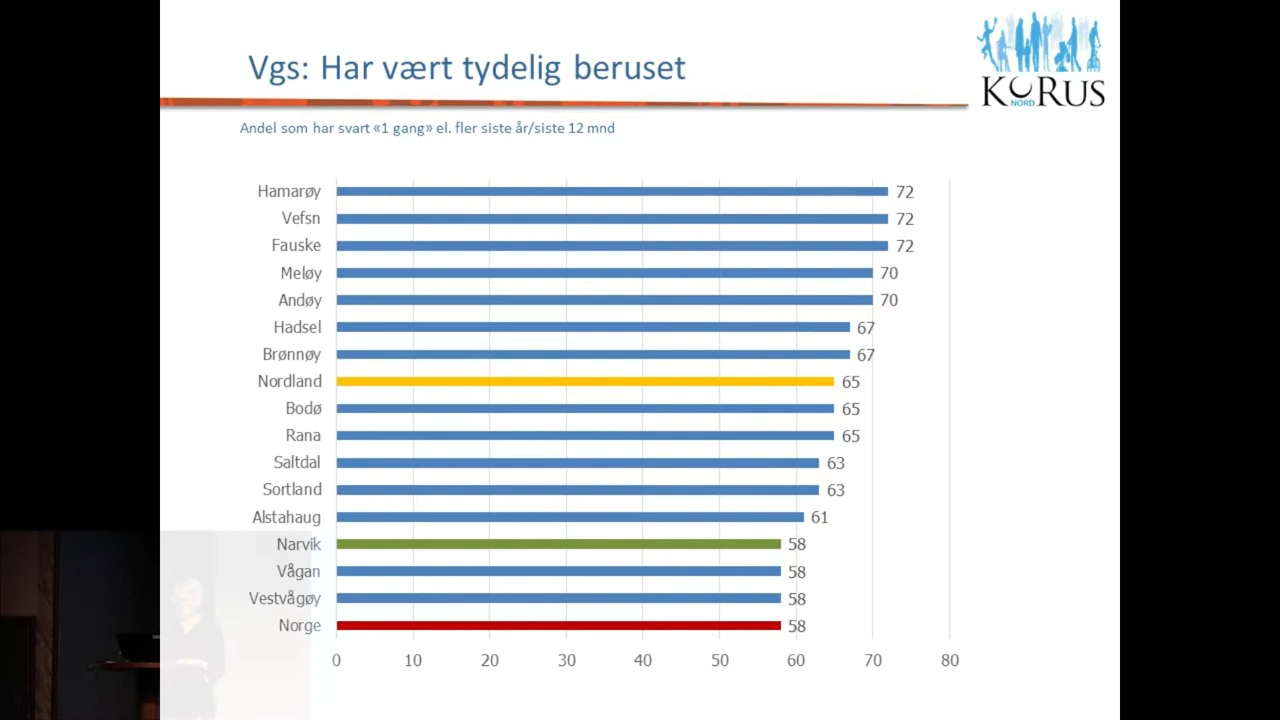 Vgs: Har vært tydelig beruset
KoRUS
NORD
Andel som har svart «1 gang» el. fler siste år/siste 12 mnd
Hamarøy 72
Vefsn 72
Fauske 72
Meløy 70
Andøy 70
Hadsel 67
Brønnøy 67
Nordland 65
Bodø 65
Rana 65
Saltdal 63
Sortland 63
Alstahaug 61
Narvik 58
Vågan 58
Vestvågøy 58
Norge 58
0 10 20 30 40 50 60 70 80